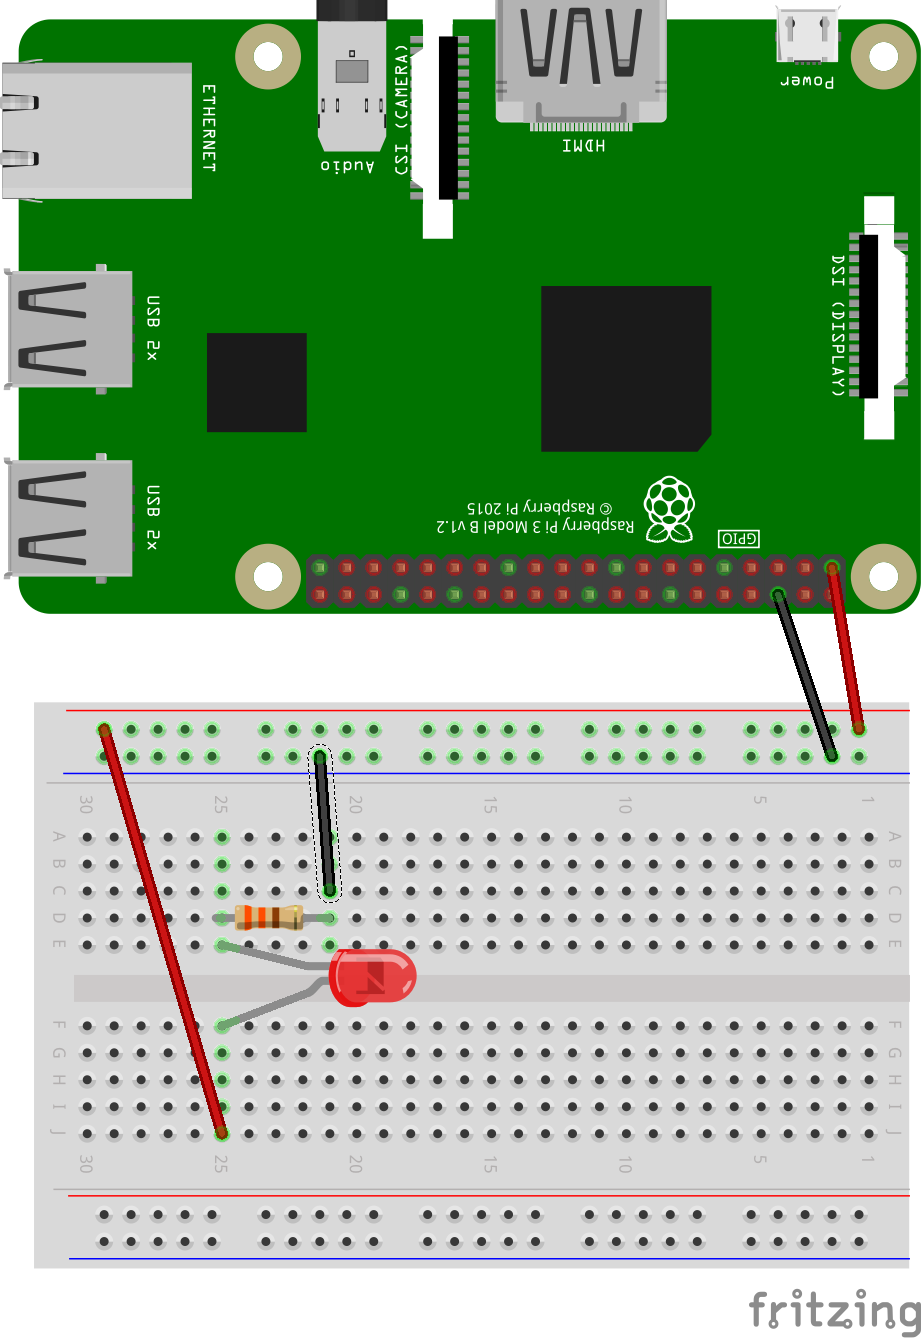 Power
ETHERNET
Audio
CSI (CAMERA)
HDMI
DSI (DISPLAY)
USB 2x
USB 2x
Raspberry Pi 3 Model B v1.2
© Raspberry Pi 2015
GPIO
30 25 20 15 10 5 1
A A
B B
C C
D D
E E
F F
G G
H H
I I
J J
30 25 20 15 10 5 1
fritzing